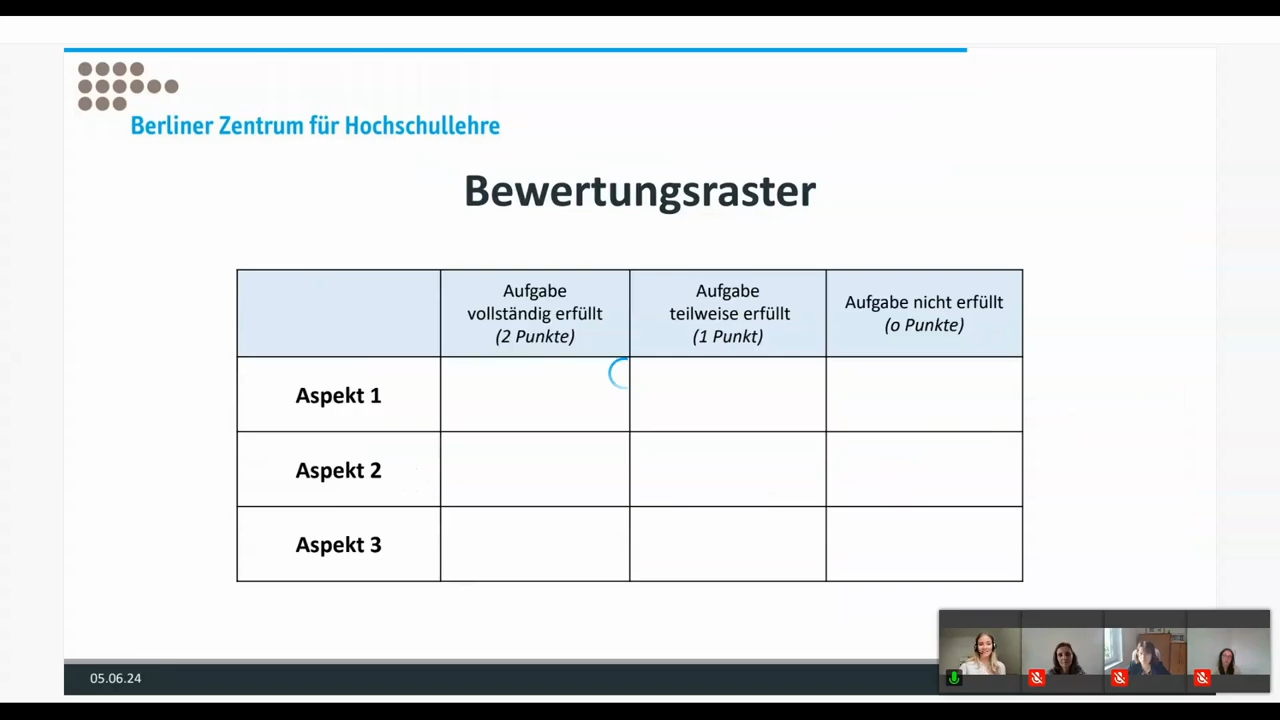 Berliner Zentrum für Hochschullehre
Bewertungsraster
Aufgabe
vollständig erfüllt
(2 Punkte)
Aufgabe
teilweise erfüllt
(1 Punkt)
Aufgabe nicht erfüllt
(o Punkte)
Aspekt 1
Aspekt 2
Aspekt 3
05.06.24